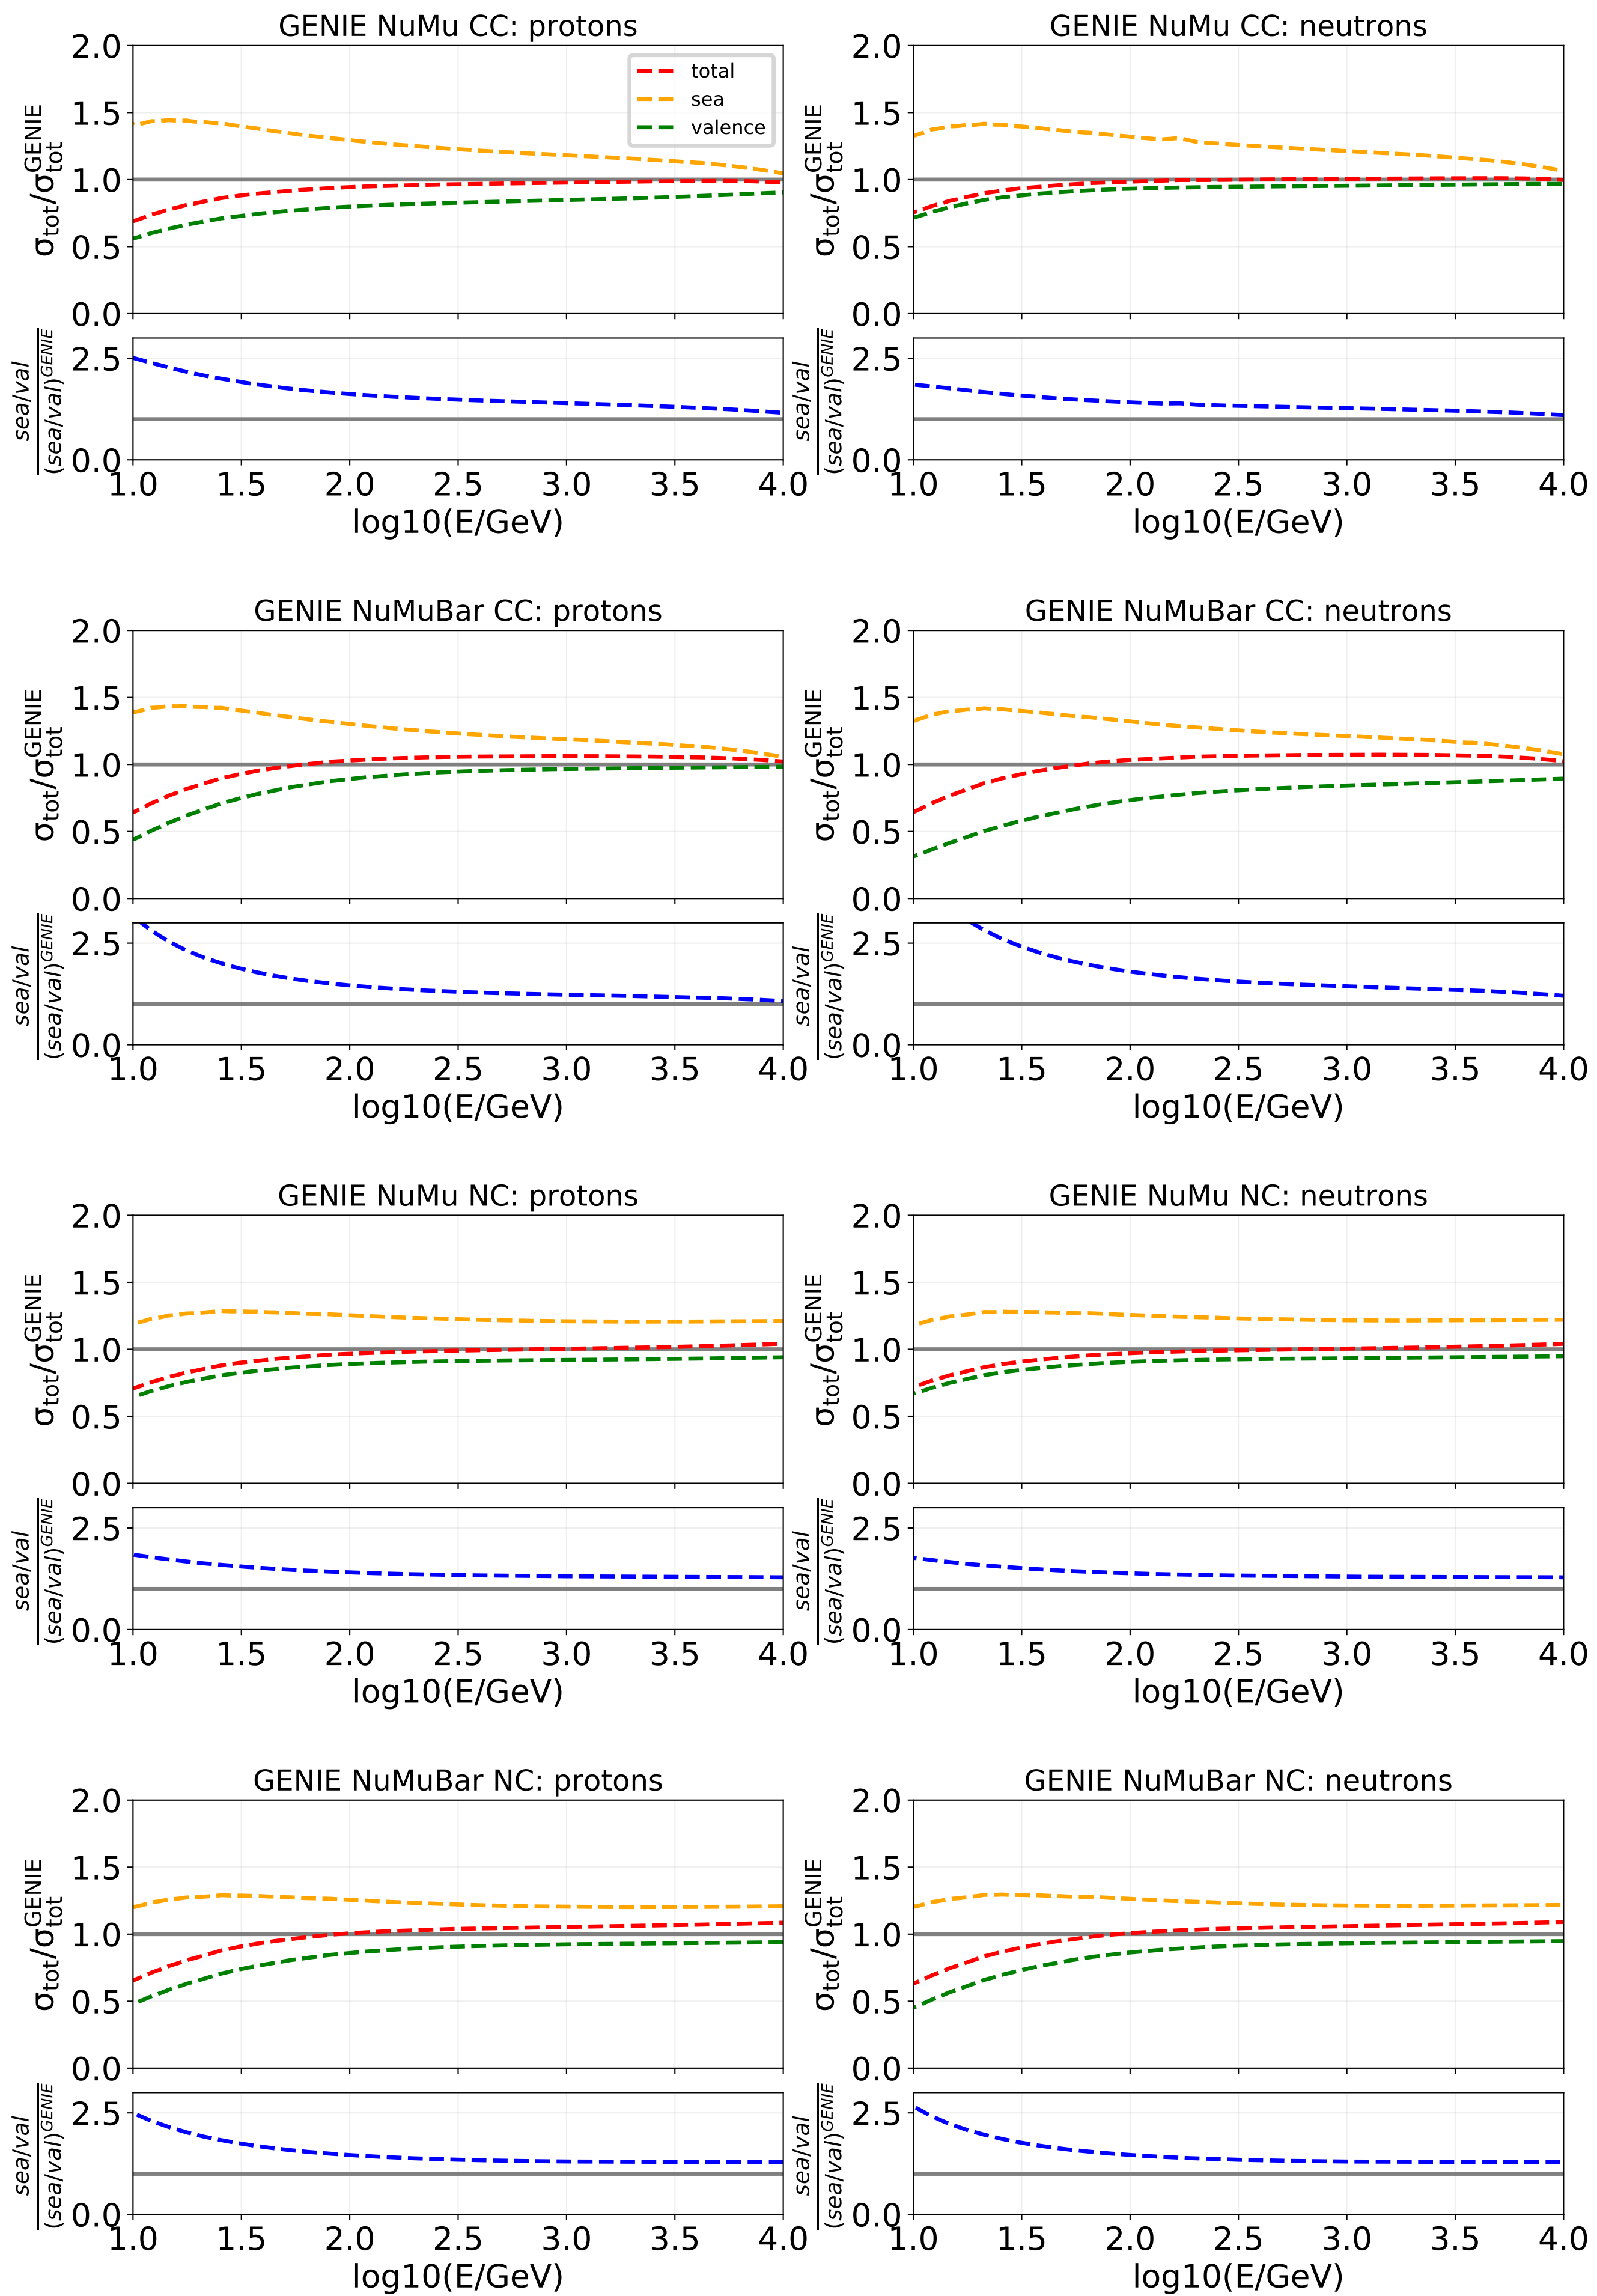 GENIE NuMu CC: protons
2.0
1.5
1.0
0.5
0.0
σtot/σtot^GENIE
total
sea
valence
2.5
0.0
sea/val
(sea/val)^GENIE
1.0 1.5 2.0 2.5 3.0 3.5 4.0
log10(E/GeV)
GENIE NuMu CC: neutrons
2.0
1.5
1.0
0.5
0.0
σtot/σtot^GENIE
2.5
0.0
sea/val
(sea/val)^GENIE
1.0 1.5 2.0 2.5 3.0 3.5 4.0
log10(E/GeV)
GENIE NuMuBar CC: protons
2.0
1.5
1.0
0.5
0.0
σtot/σtot^GENIE
2.5
0.0
sea/val
(sea/val)^GENIE
1.0 1.5 2.0 2.5 3.0 3.5 4.0
log10(E/GeV)
GENIE NuMuBar CC: neutrons
2.0
1.5
1.0
0.5
0.0
σtot/σtot^GENIE
2.5
0.0
sea/val
(sea/val)^GENIE
1.0 1.5 2.0 2.5 3.0 3.5 4.0
log10(E/GeV)
GENIE NuMu NC: protons
2.0
1.5
1.0
0.5
0.0
σtot/σtot^GENIE
2.5
0.0
sea/val
(sea/val)^GENIE
1.0 1.5 2.0 2.5 3.0 3.5 4.0
log10(E/GeV)
GENIE NuMu NC: neutrons
2.0
1.5
1.0
0.5
0.0
σtot/σtot^GENIE
2.5
0.0
sea/val
(sea/val)^GENIE
1.0 1.5 2.0 2.5 3.0 3.5 4.0
log10(E/GeV)
GENIE NuMuBar NC: protons
2.0
1.5
1.0
0.5
0.0
σtot/σtot^GENIE
2.5
0.0
sea/val
(sea/val)^GENIE
1.0 1.5 2.0 2.5 3.0 3.5 4.0
log10(E/GeV)
GENIE NuMuBar NC: neutrons
2.0
1.5
1.0
0.5
0.0
σtot/σtot^GENIE
2.5
0.0
sea/val
(sea/val)^GENIE
1.0 1.5 2.0 2.5 3.0 3.5 4.0
log10(E/GeV)